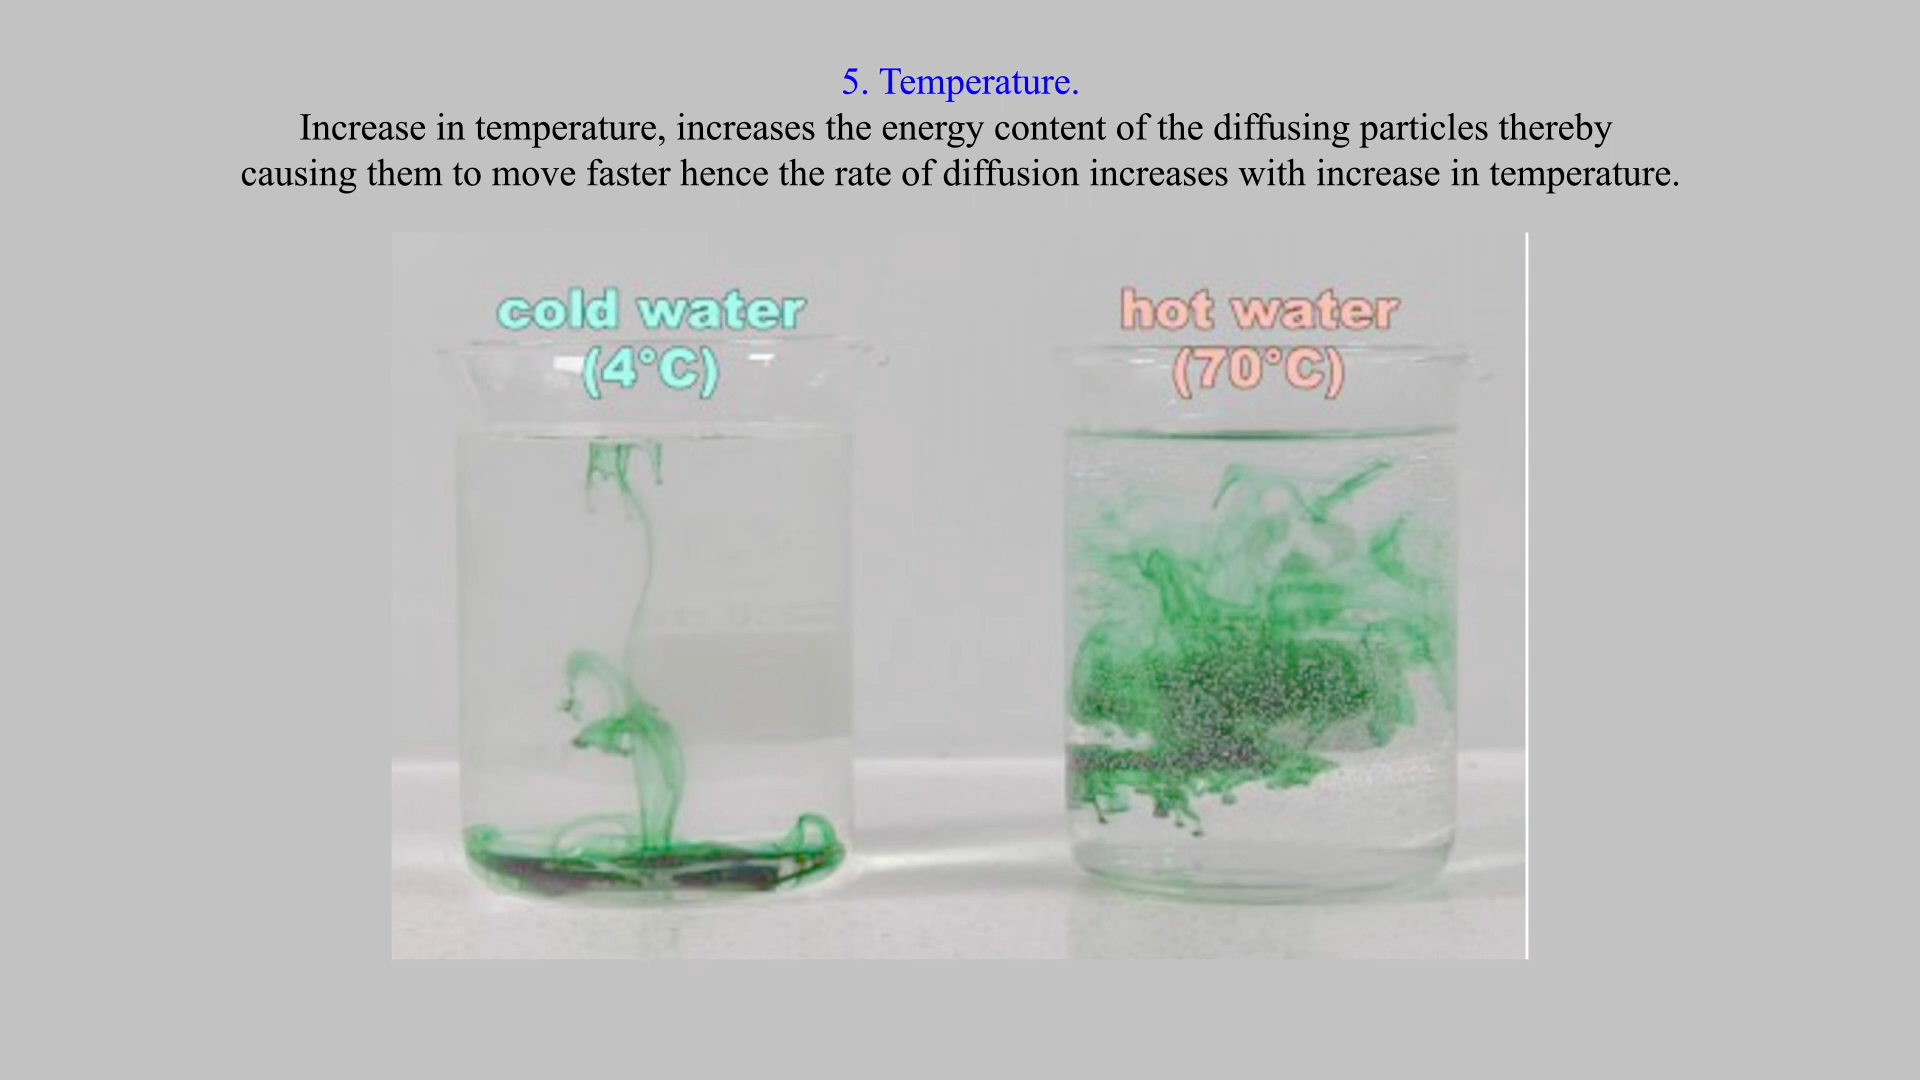 5. Temperature.
Increase in temperature, increases the energy content of the diffusing particles thereby
causing them to move faster hence the rate of diffusion increases with increase in temperature.
cold water
(4°C)
hot water
(70°C)